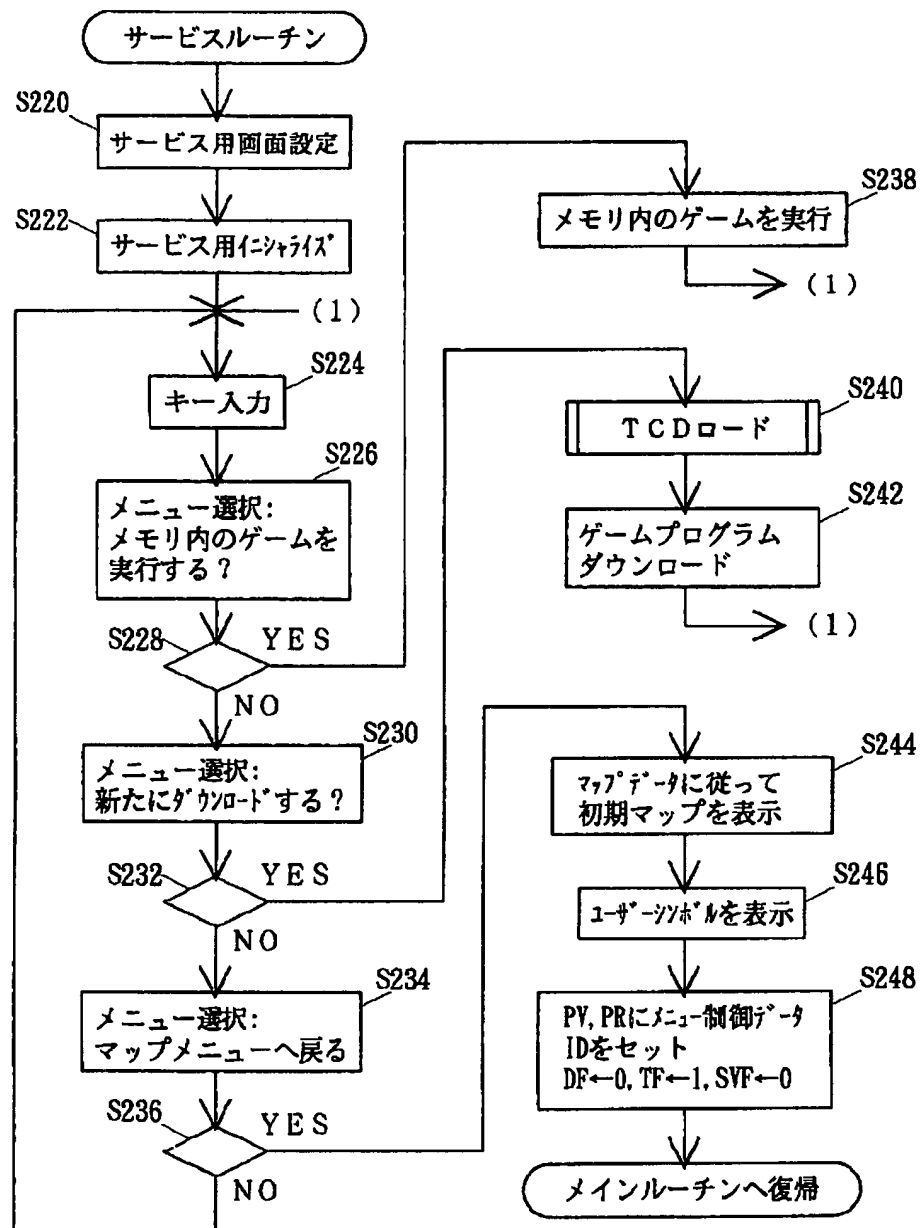 サービスルーチン
S220
サービス用画面設定
S222
サービス用ｲﾆｼｬﾗｲｽﾞ
(1)
S224
キー入力
S226
メニュー選択:
メモリ内のゲームを
実行する？
S228
YES
NO
S230
メニュー選択:
新たにﾀﾞｳﾝﾛｰﾄﾞする？
S232
YES
NO
S234
メニュー選択:
マップメニューへ戻る
S236
YES
NO
S238
メモリ内のゲームを実行
(1)
S240
TCDロード
S242
ゲームプログラム
ダウンロード
(1)
S244
ﾏｯﾌﾟﾃﾞｰﾀに従って
初期マップを表示
S246
ﾕｰｻﾞｰｼﾝﾎﾞﾙを表示
S248
PV,PRにﾒﾆｭｰ制御ﾃﾞｰﾀ
IDをセット
DF←0,TF←1,SVF←0
メインルーチンへ復帰